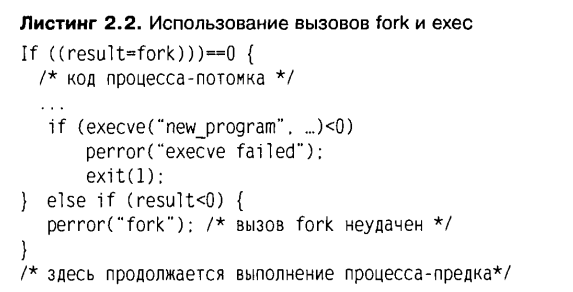 Листинг 2.2. Использование вызовов fork и exec
If ((result=fork)))==0 {
/* код процесса-потомка */
...
if (execve("new_program", …)<0)
perror("execve failed");
exit(1);
} else if (result<0) {
perror("fork"); /* вызов fork неудачен */
}
/* здесь продолжается выполнение процесса-предка*/